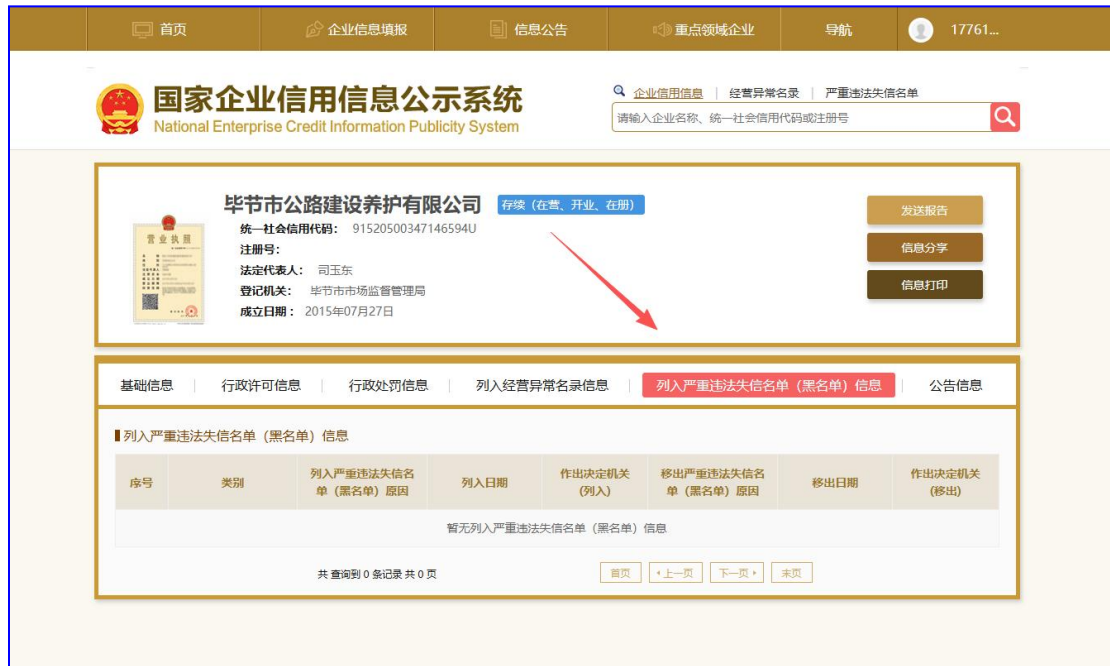 首页 企业信息填报 信息公告 重点领域企业 导航 17761...
国家企业信用信息公示系统
National Enterprise Credit Information Publicity System
企业信用信息 | 经营异常名录 | 严重违法失信名单
请输入企业名称、统一社会信用代码或注册号
毕节市公路建设养护有限公司 存续（在营、开业、在册）
统一社会信用代码： 91520500347146594U
注册号：
法定代表人： 司玉东
登记机关： 毕节市市场监督管理局
成立日期： 2015年07月27日
营业执照
发送报告
信息分享
信息打印
基础信息 | 行政许可信息 | 行政处罚信息 | 列入经营异常名录信息 | 列入严重违法失信名单（黑名单）信息 | 公告信息
列入严重违法失信名单（黑名单）信息
序号 类别 列入严重违法失信名单（黑名单）原因 列入日期 作出决定机关(列入) 移出严重违法失信名单（黑名单）原因 移出日期 作出决定机关(移出)
暂无列入严重违法失信名单（黑名单）信息
共 查询到 0 条记录 共 0 页 首页 上一页 下一页 末页